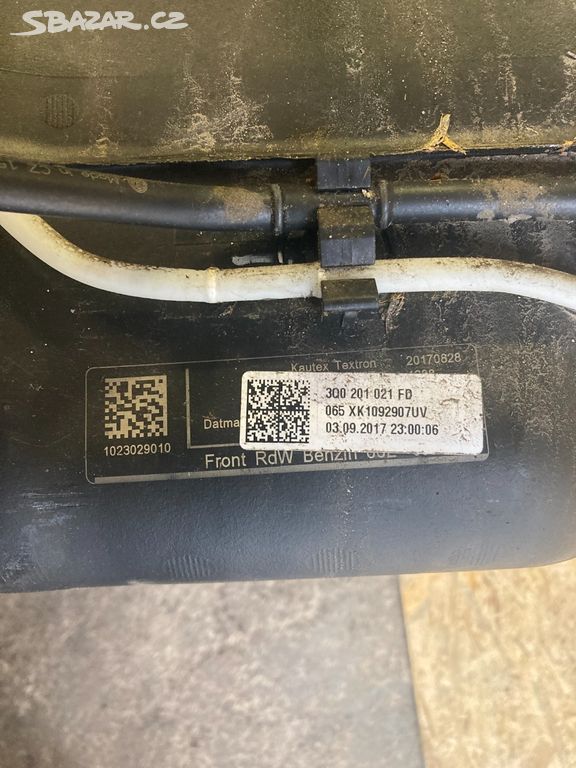 SBAZAR.CZ
Kautex Textron 20170828
Datma
1023029010
3Q0 201 021 FD
065 XK1092907UV
03.09.2017 23:00:06
Front RdW Benzin